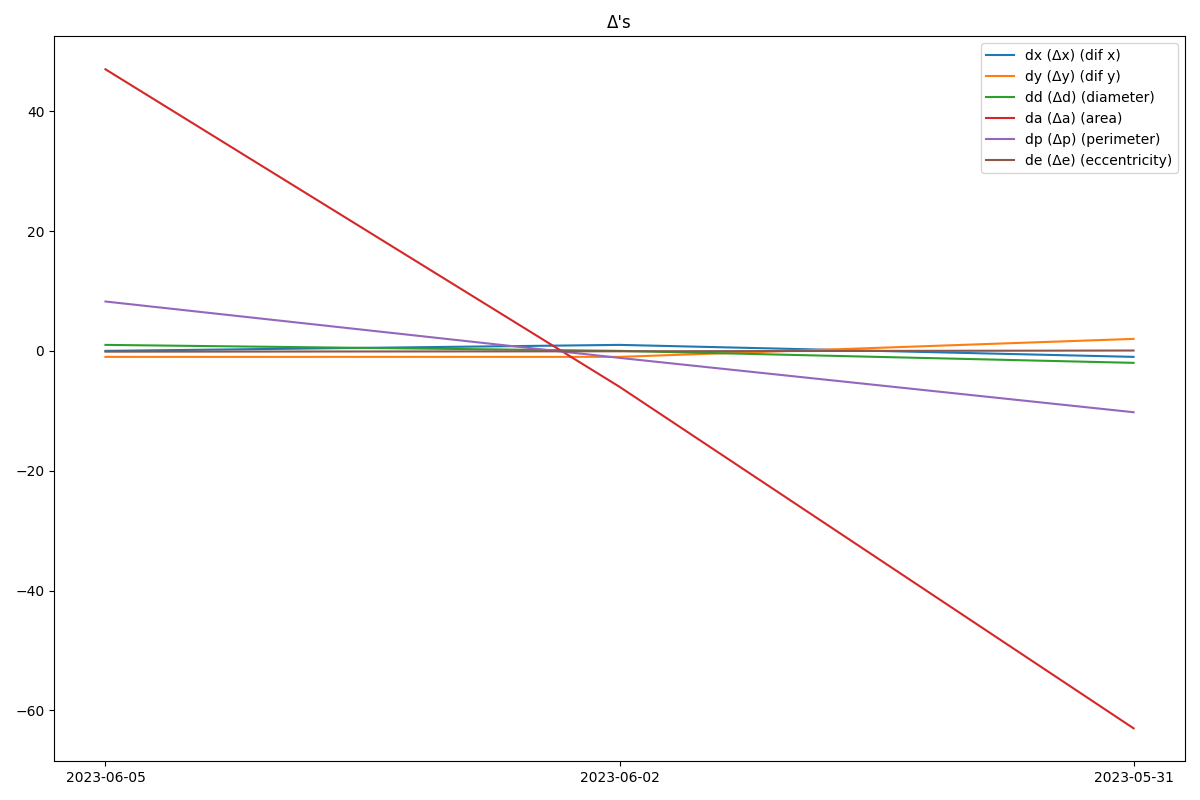 Δ's
dx (Δx) (dif x)
dy (Δy) (dif y)
dd (Δd) (diameter)
da (Δa) (area)
dp (Δp) (perimeter)
de (Δe) (eccentricity)
40
20
0
−20
−40
−60
2023-06-05 2023-06-02 2023-05-31